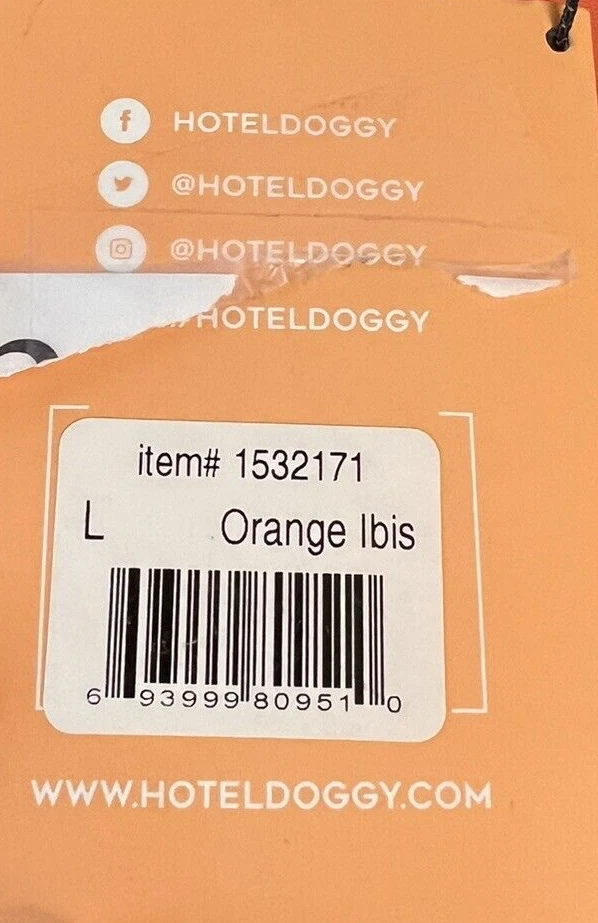 HOTELDOGGY
@HOTELDOGGY
@HOTELDOGGY
HOTELDOGGY
item# 1532171
L Orange Ibis
6 93999 80951 0
WWW.HOTELDOGGY.COM